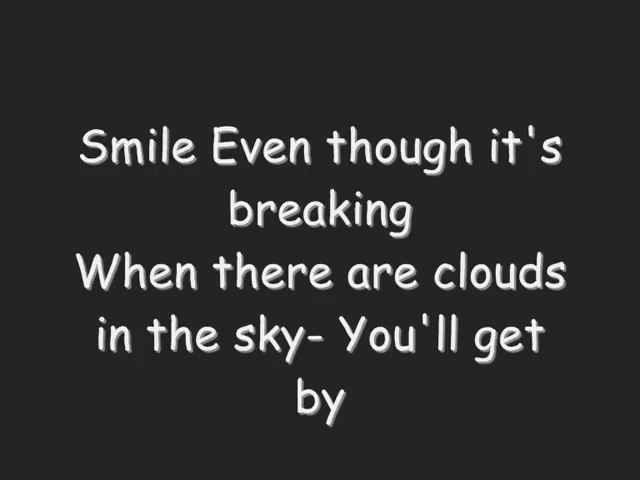 Smile Even though it's
breaking
When there are clouds
in the sky- You'll get
by